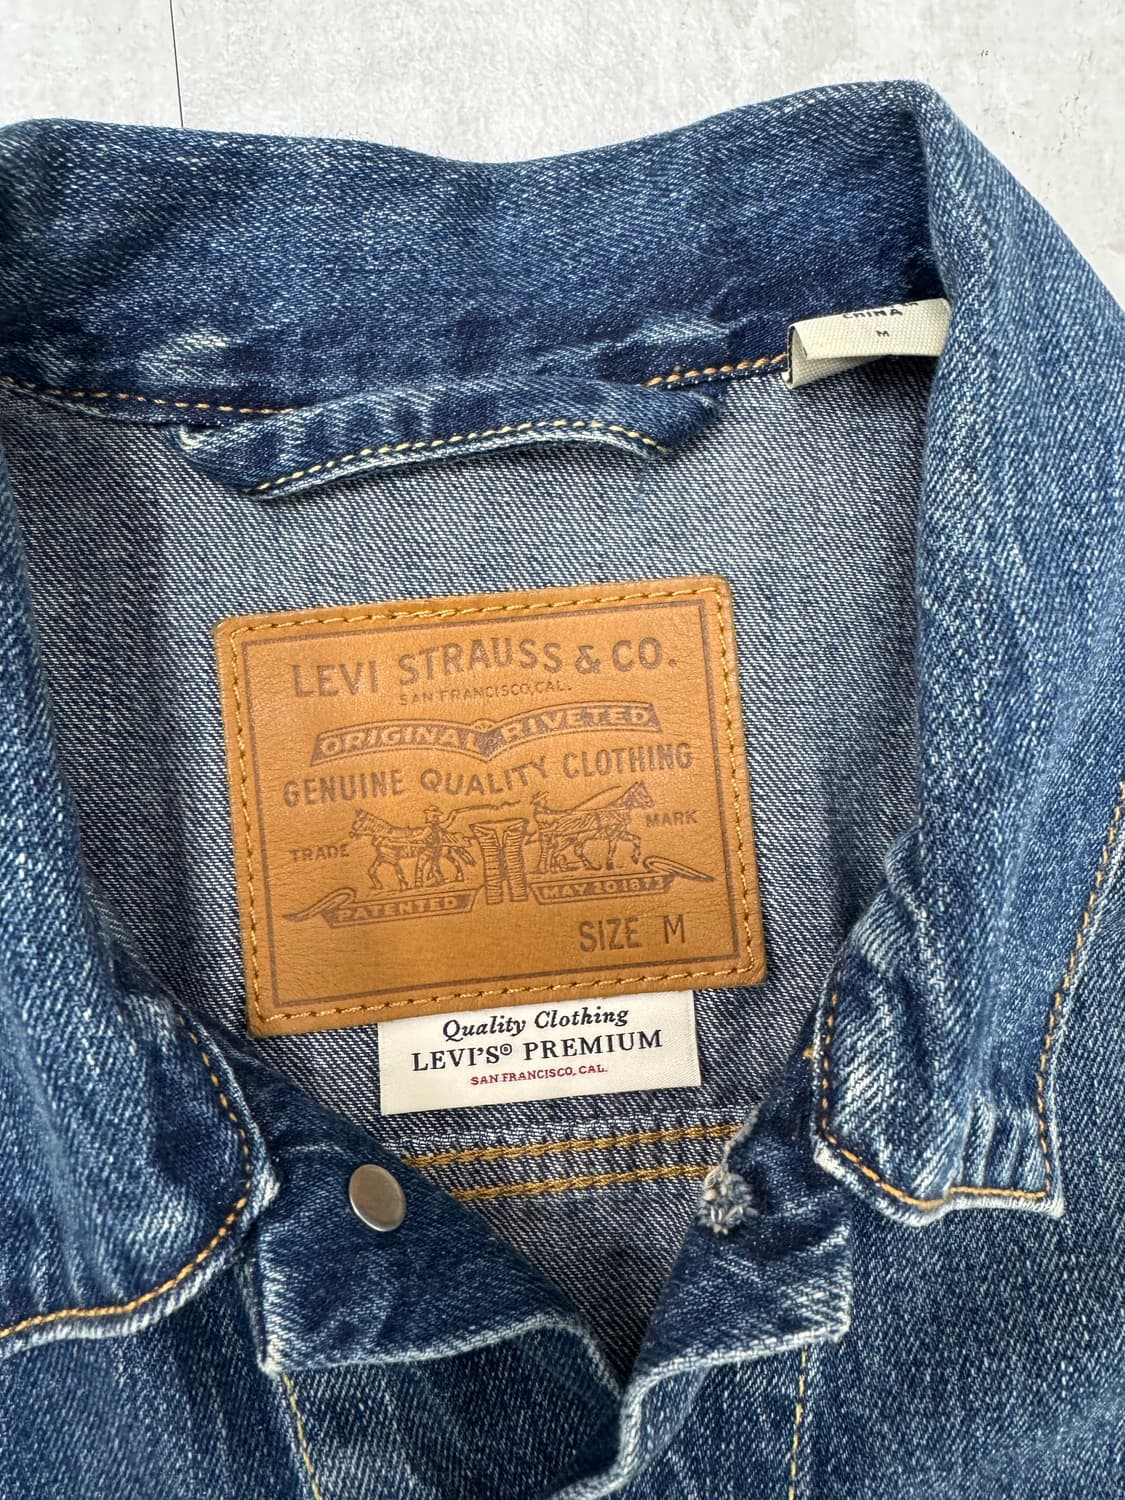 CHINA
M
LEVI STRAUSS & CO.
SAN FRANCISCO, CAL.
ORIGINAL RIVETED
GENUINE QUALITY CLOTHING
TRADE MARK
PATENTED MAY 20 1873
SIZE M
Quality Clothing
LEVI'S® PREMIUM
SAN FRANCISCO, CAL.